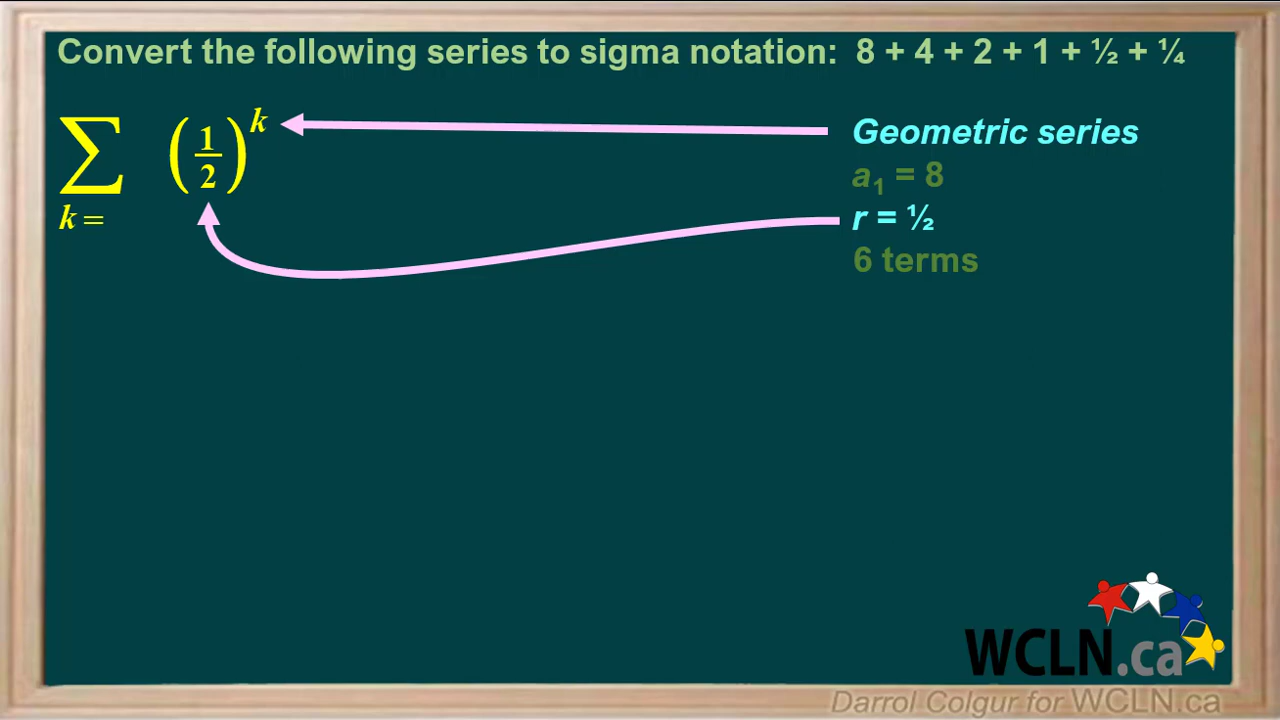 Convert the following series to sigma notation: 8 + 4 + 2 + 1 + ½ + ¼
∑ (1/2)^k
k =
Geometric series
a₁ = 8
r = ½
6 terms
WCLN.ca
Darrol Colgur for WCLN.ca